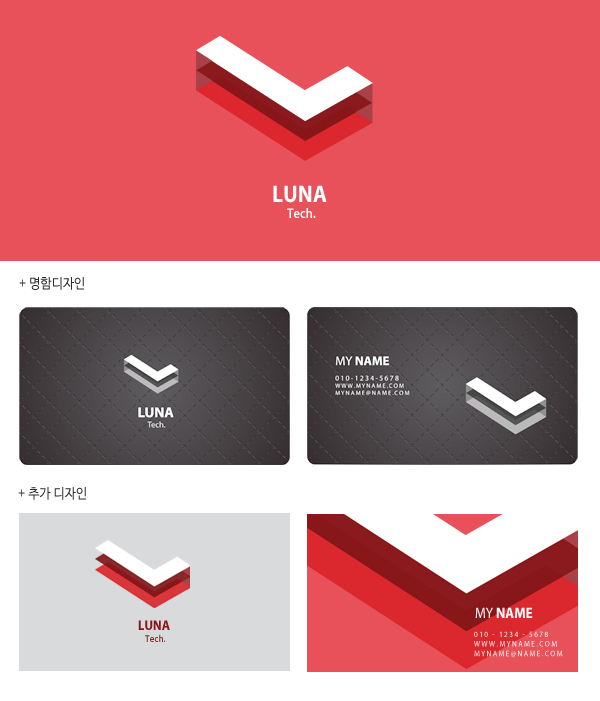 LUNA
Tech.
+ 명함디자인
LUNA
Tech.
MY NAME
010-1234-5678
WWW.MYNAME.COM
MYNAME@NAME.COM
+ 추가 디자인
LUNA
Tech.
MY NAME
010 - 1234 - 5678
WWW.MYNAME.COM
MYNAME@NAME.COM